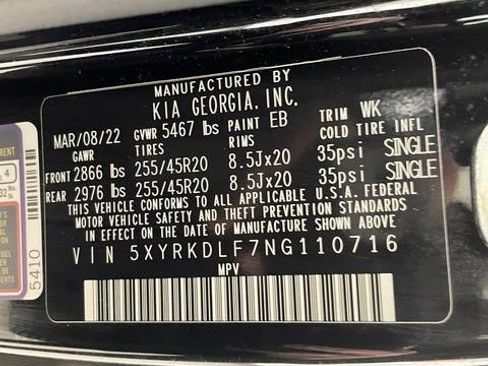 MANUFACTURED BY
KIA GEORGIA, INC.
MAR/08/22 GVWR 5467 lbs PAINT EB TRIM WK
GAWR TIRES RIMS COLD TIRE INFL
FRONT 2866 lbs 255/45R20 8.5Jx20 35psi SINGLE
REAR 2976 lbs 255/45R20 8.5Jx20 35psi SINGLE
THIS VEHICLE CONFORMS TO ALL APPLICABLE U.S.A. FEDERAL
MOTOR VEHICLE SAFETY AND THEFT PREVENTION STANDARDS
IN EFFECT ON THE DATE OF MANUFACTURE SHOWN ABOVE
VIN 5XYRKDLF7NG110716
MPV
5410